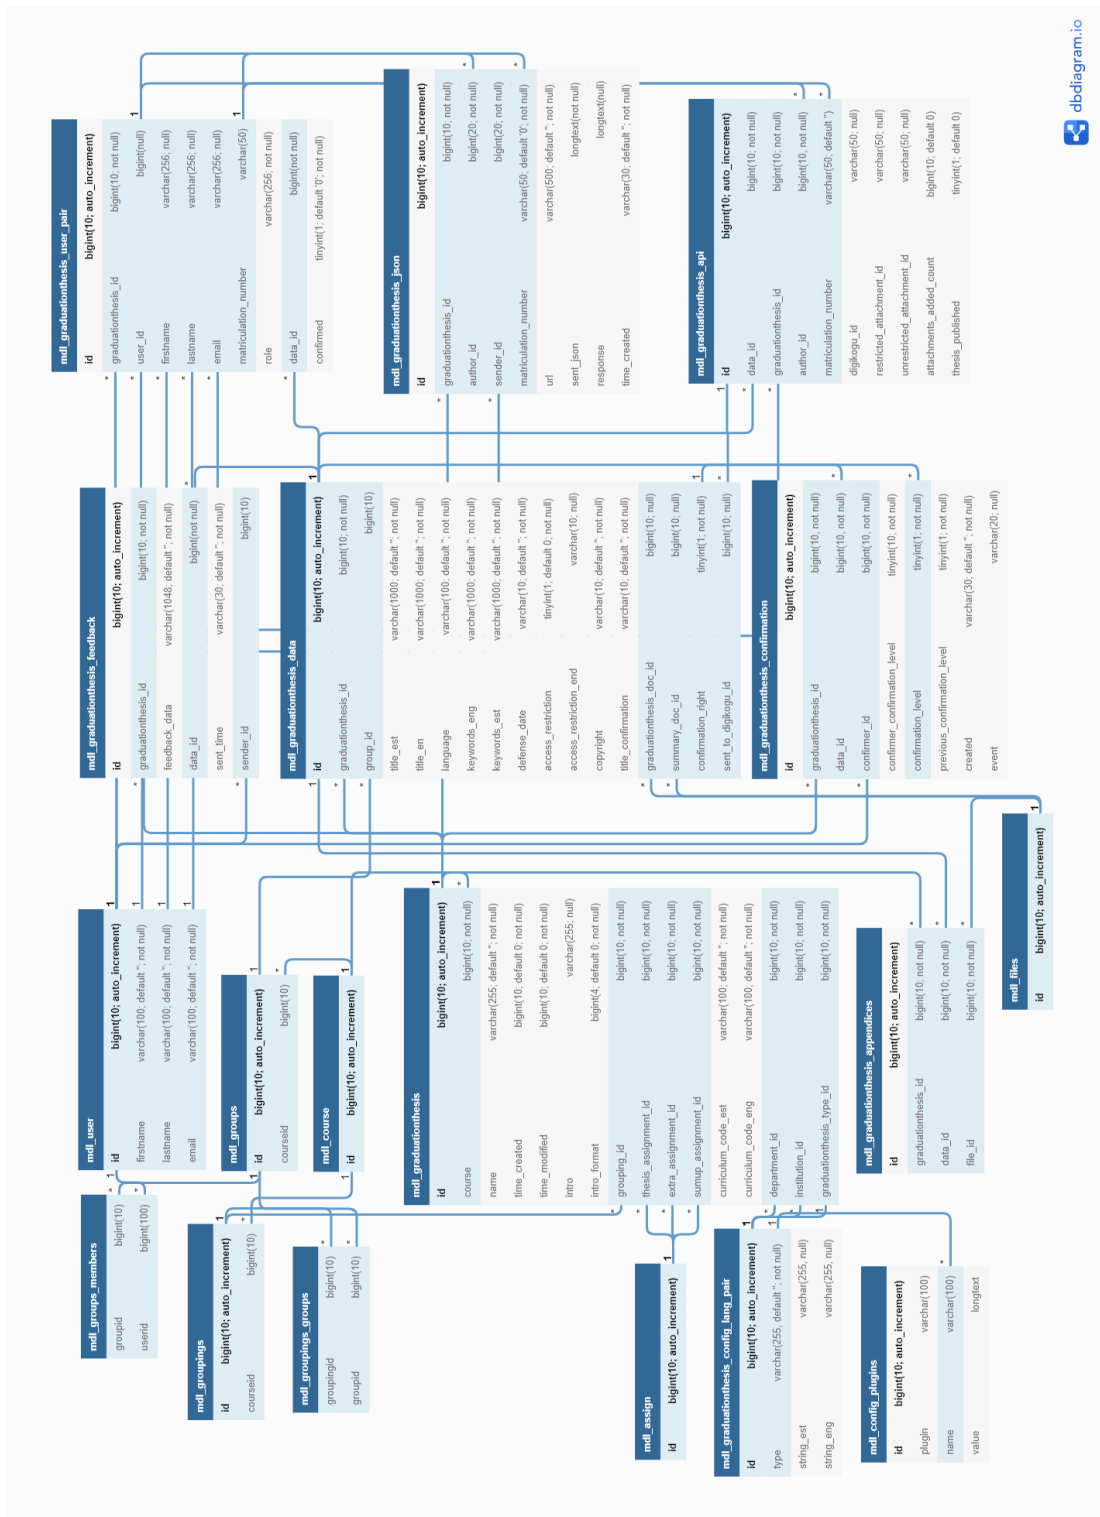 mdl_graduationthesis_user_pair
id bigint(10; auto_increment)
graduationthesis_id bigint(10; not null)
user_id bigint(null)
firstname varchar(256; null)
lastname varchar(256, null)
email varchar(256, null)
matriculation_number varchar(50)
role varchar(256; not null)
data_id bigint(not null)
confirmed tinyint(1; default '0', not null)
mdl_graduationthesis_json
id bigint(10; auto_increment)
graduationthesis_id bigint(10; not null)
author_id bigint(20; not null)
sender_id bigint(20; not null)
matriculation_number varchar(50; default '0'; not null)
url varchar(500; default ''; not null)
sent_json longtext(not null)
response longtext(null)
time_created varchar(30; default ''; not null)
mdl_graduationthesis_api
id bigint(10; auto_increment)
data_id bigint(10; not null)
graduationthesis_id bigint(10, not null)
author_id bigint(10, not null)
matriculation_number varchar(50; default '')
digikogu_id varchar(50; null)
restricted_attachment_id varchar(50; null)
unrestricted_attachment_id varchar(50; null)
attachments_added_count bigint(10; default 0)
thesis_published tinyint(1; default 0)
mdl_graduationthesis_feedback
id bigint(10; auto_increment)
graduationthesis_id bigint(10; not null)
feedback_data varchar(1048; default ''; not null)
data_id bigint(not null)
sent_time varchar(30; default ''; not null)
sender_id bigint(10)
mdl_graduationthesis_data
id bigint(10; auto_increment)
graduationthesis_id bigint(10; not null)
group_id bigint(10)
title_est varchar(1000; default ''; not null)
title_en varchar(1000; default ''; not null)
language varchar(100; default ''; not null)
keywords_eng varchar(1000; default ''; not null)
keywords_est varchar(1000; default ''; not null)
defense_date varchar(10; default ''; not null)
access_restriction tinyint(1; default 0; not null)
access_restriction_end varchar(10; null)
copyright varchar(10; default ''; not null)
title_confirmation varchar(10; default ''; not null)
graduationthesis_doc_id bigint(10; null)
summary_doc_id bigint(10; null)
confirmation_right tinyint(1; not null)
sent_to_digikogu_id bigint(10; null)
mdl_graduationthesis_confirmation
id bigint(10; auto_increment)
graduationthesis_id bigint(10, not null)
data_id bigint(10, not null)
confirmer_id bigint(10, not null)
confirmer_confirmation_level tinyint(10, not null)
confirmation_level tinyint(1; not null)
previous_confirmation_level tinyint(1; not null)
created varchar(30; default ''; not null)
event varchar(20; null)
mdl_user
id bigint(10; auto_increment)
firstname varchar(100; default ''; not null)
lastname varchar(100; default ''; not null)
email varchar(100; default ''; not null)
mdl_groups
id bigint(10; auto_increment)
courseid bigint(10)
mdl_course
id bigint(10; auto_increment)
mdl_graduationthesis
id bigint(10; auto_increment)
course bigint(10; not null)
name varchar(255; default ''; not null)
time_created bigint(10; default 0; not null)
time_modified bigint(10; default 0; not null)
intro varchar(255; null)
intro_format bigint(4; default 0; not null)
grouping_id bigint(10; not null)
thesis_assignment_id bigint(10; not null)
extra_assignment_id bigint(10; not null)
sumup_assignment_id bigint(10; not null)
curriculum_code_est varchar(100; default ''; not null)
curriculum_code_eng varchar(100; default ''; not null)
department_id bigint(10; not null)
institution_id bigint(10; not null)
graduationthesis_type_id bigint(10; not null)
mdl_graduationthesis_appendices
id bigint(10; auto_increment)
graduationthesis_id bigint(10; not null)
data_id bigint(10; not null)
file_id bigint(10; not null)
mdl_files
id bigint(10; auto_increment)
mdl_groups_members
groupid bigint(10)
userid bigint(100)
mdl_groupings
id bigint(10; auto_increment)
courseid bigint(10)
mdl_groupings_groups
groupingid bigint(10)
groupid bigint(10)
mdl_assign
id bigint(10; auto_increment)
mdl_graduationthesis_config_lang_pair
id bigint(10; auto_increment)
type varchar(255, default ''; not null)
string_est varchar(255, null)
string_eng varchar(255, null)
mdl_config_plugins
id bigint(10; auto_increment)
plugin varchar(100)
name varchar(100)
value longtext
dbdiagram.io